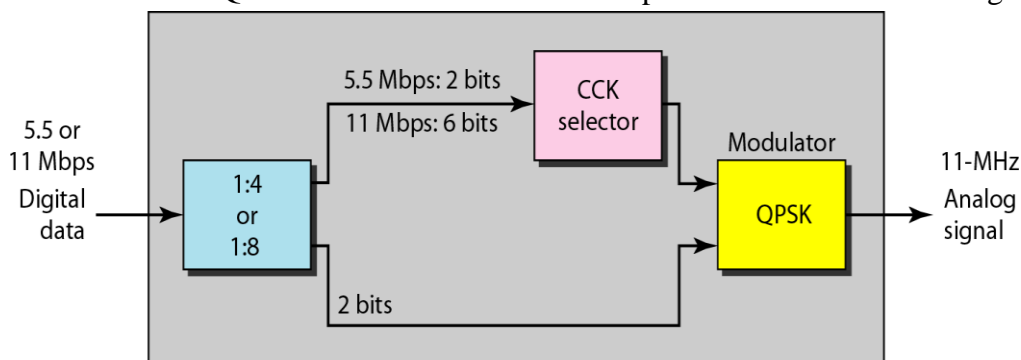 5.5 Mbps: 2 bits
11 Mbps: 6 bits
CCK
selector
5.5 or
11 Mbps
Digital
data
1:4
or
1:8
2 bits
Modulator
QPSK
11-MHz
Analog
signal